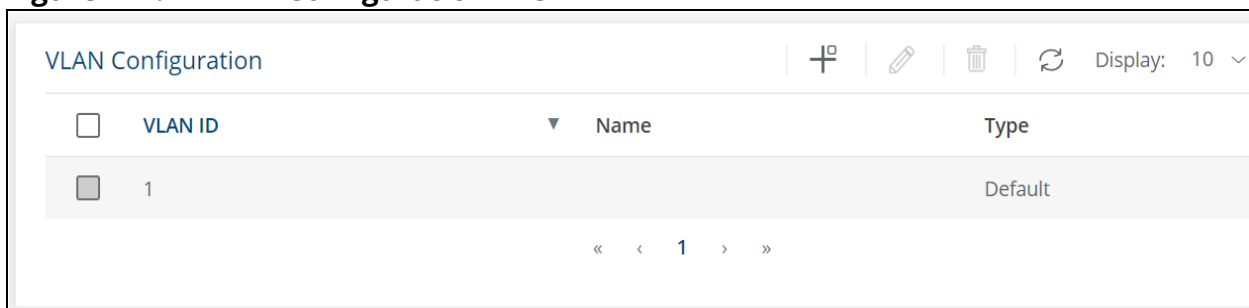 VLAN Configuration Display: 10
VLAN ID Name Type
1 Default
« ‹ 1 › »